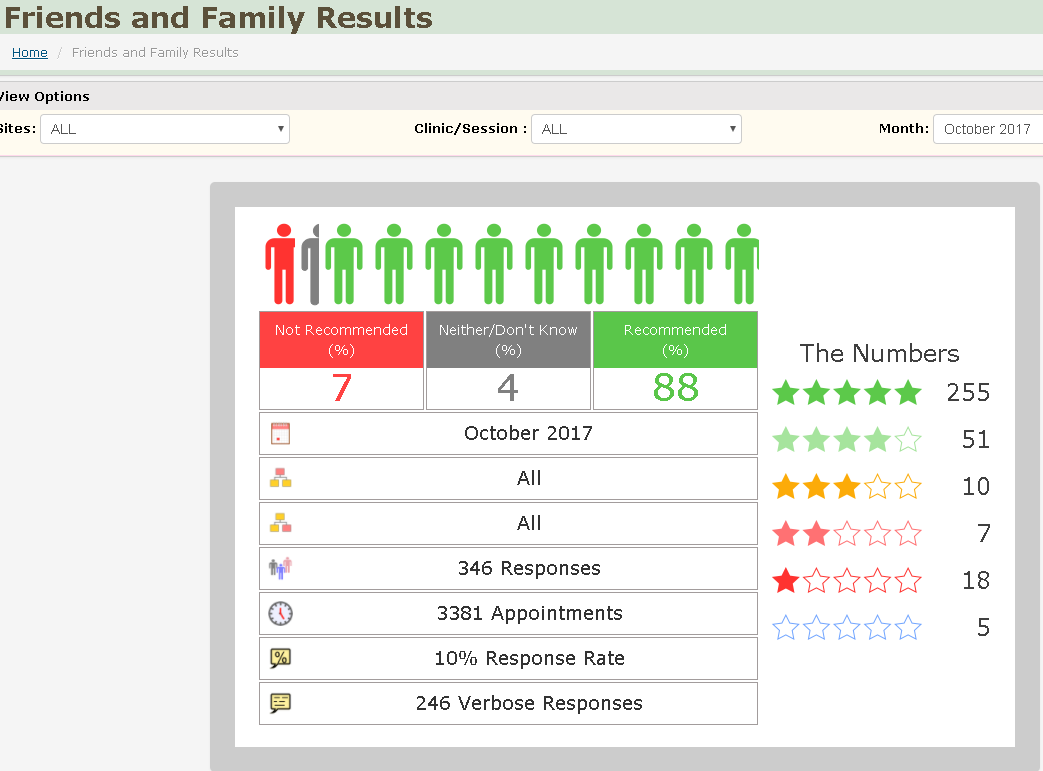 Friends and Family Results
Home / Friends and Family Results
View Options
Sites: ALL Clinic/Session : ALL Month: October 2017
Not Recommended (%)
7
Neither/Don't Know (%)
4
Recommended (%)
88
October 2017
All
All
346 Responses
3381 Appointments
10% Response Rate
246 Verbose Responses
The Numbers
255
51
10
7
18
5